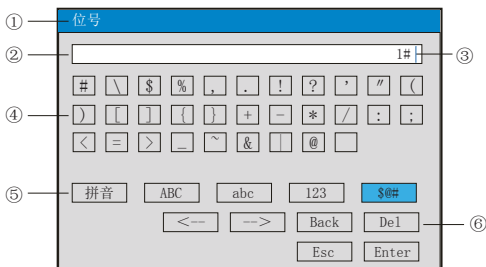 ① 位号
② 1# ③
# \ $ % , . ! ? ' " (
④ ) [ ] { } + - * / : ;
< = > _ ~ & | @
⑤ 拼音 ABC abc 123 $@#
<-- --> Back Del ⑥
Esc Enter